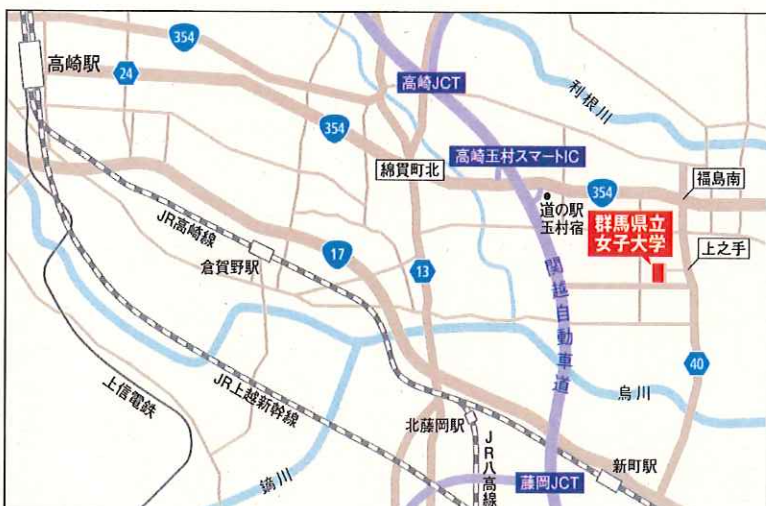 354
高崎駅
24
高崎JCT
利根川
354
綿貫町北
高崎玉村スマートIC
354
福島南
道の駅
玉村宿
群馬県立
女子大学
上之手
JR高崎線
倉賀野駅
17
13
関越自動車道
40
上信電鉄
JR上越新幹線
烏川
北藤岡駅
JR八高線
新町駅
鏑川
藤岡JCT